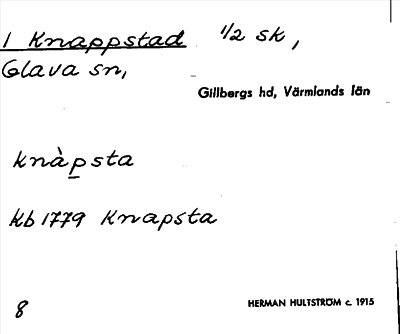 1 Knappstad 1/2 sk,
Glava sn,
Gillbergs hd, Värmlands län
knàpsta
kb 1779 Knapsta
8
HERMAN HULTSTRÖM c. 1915